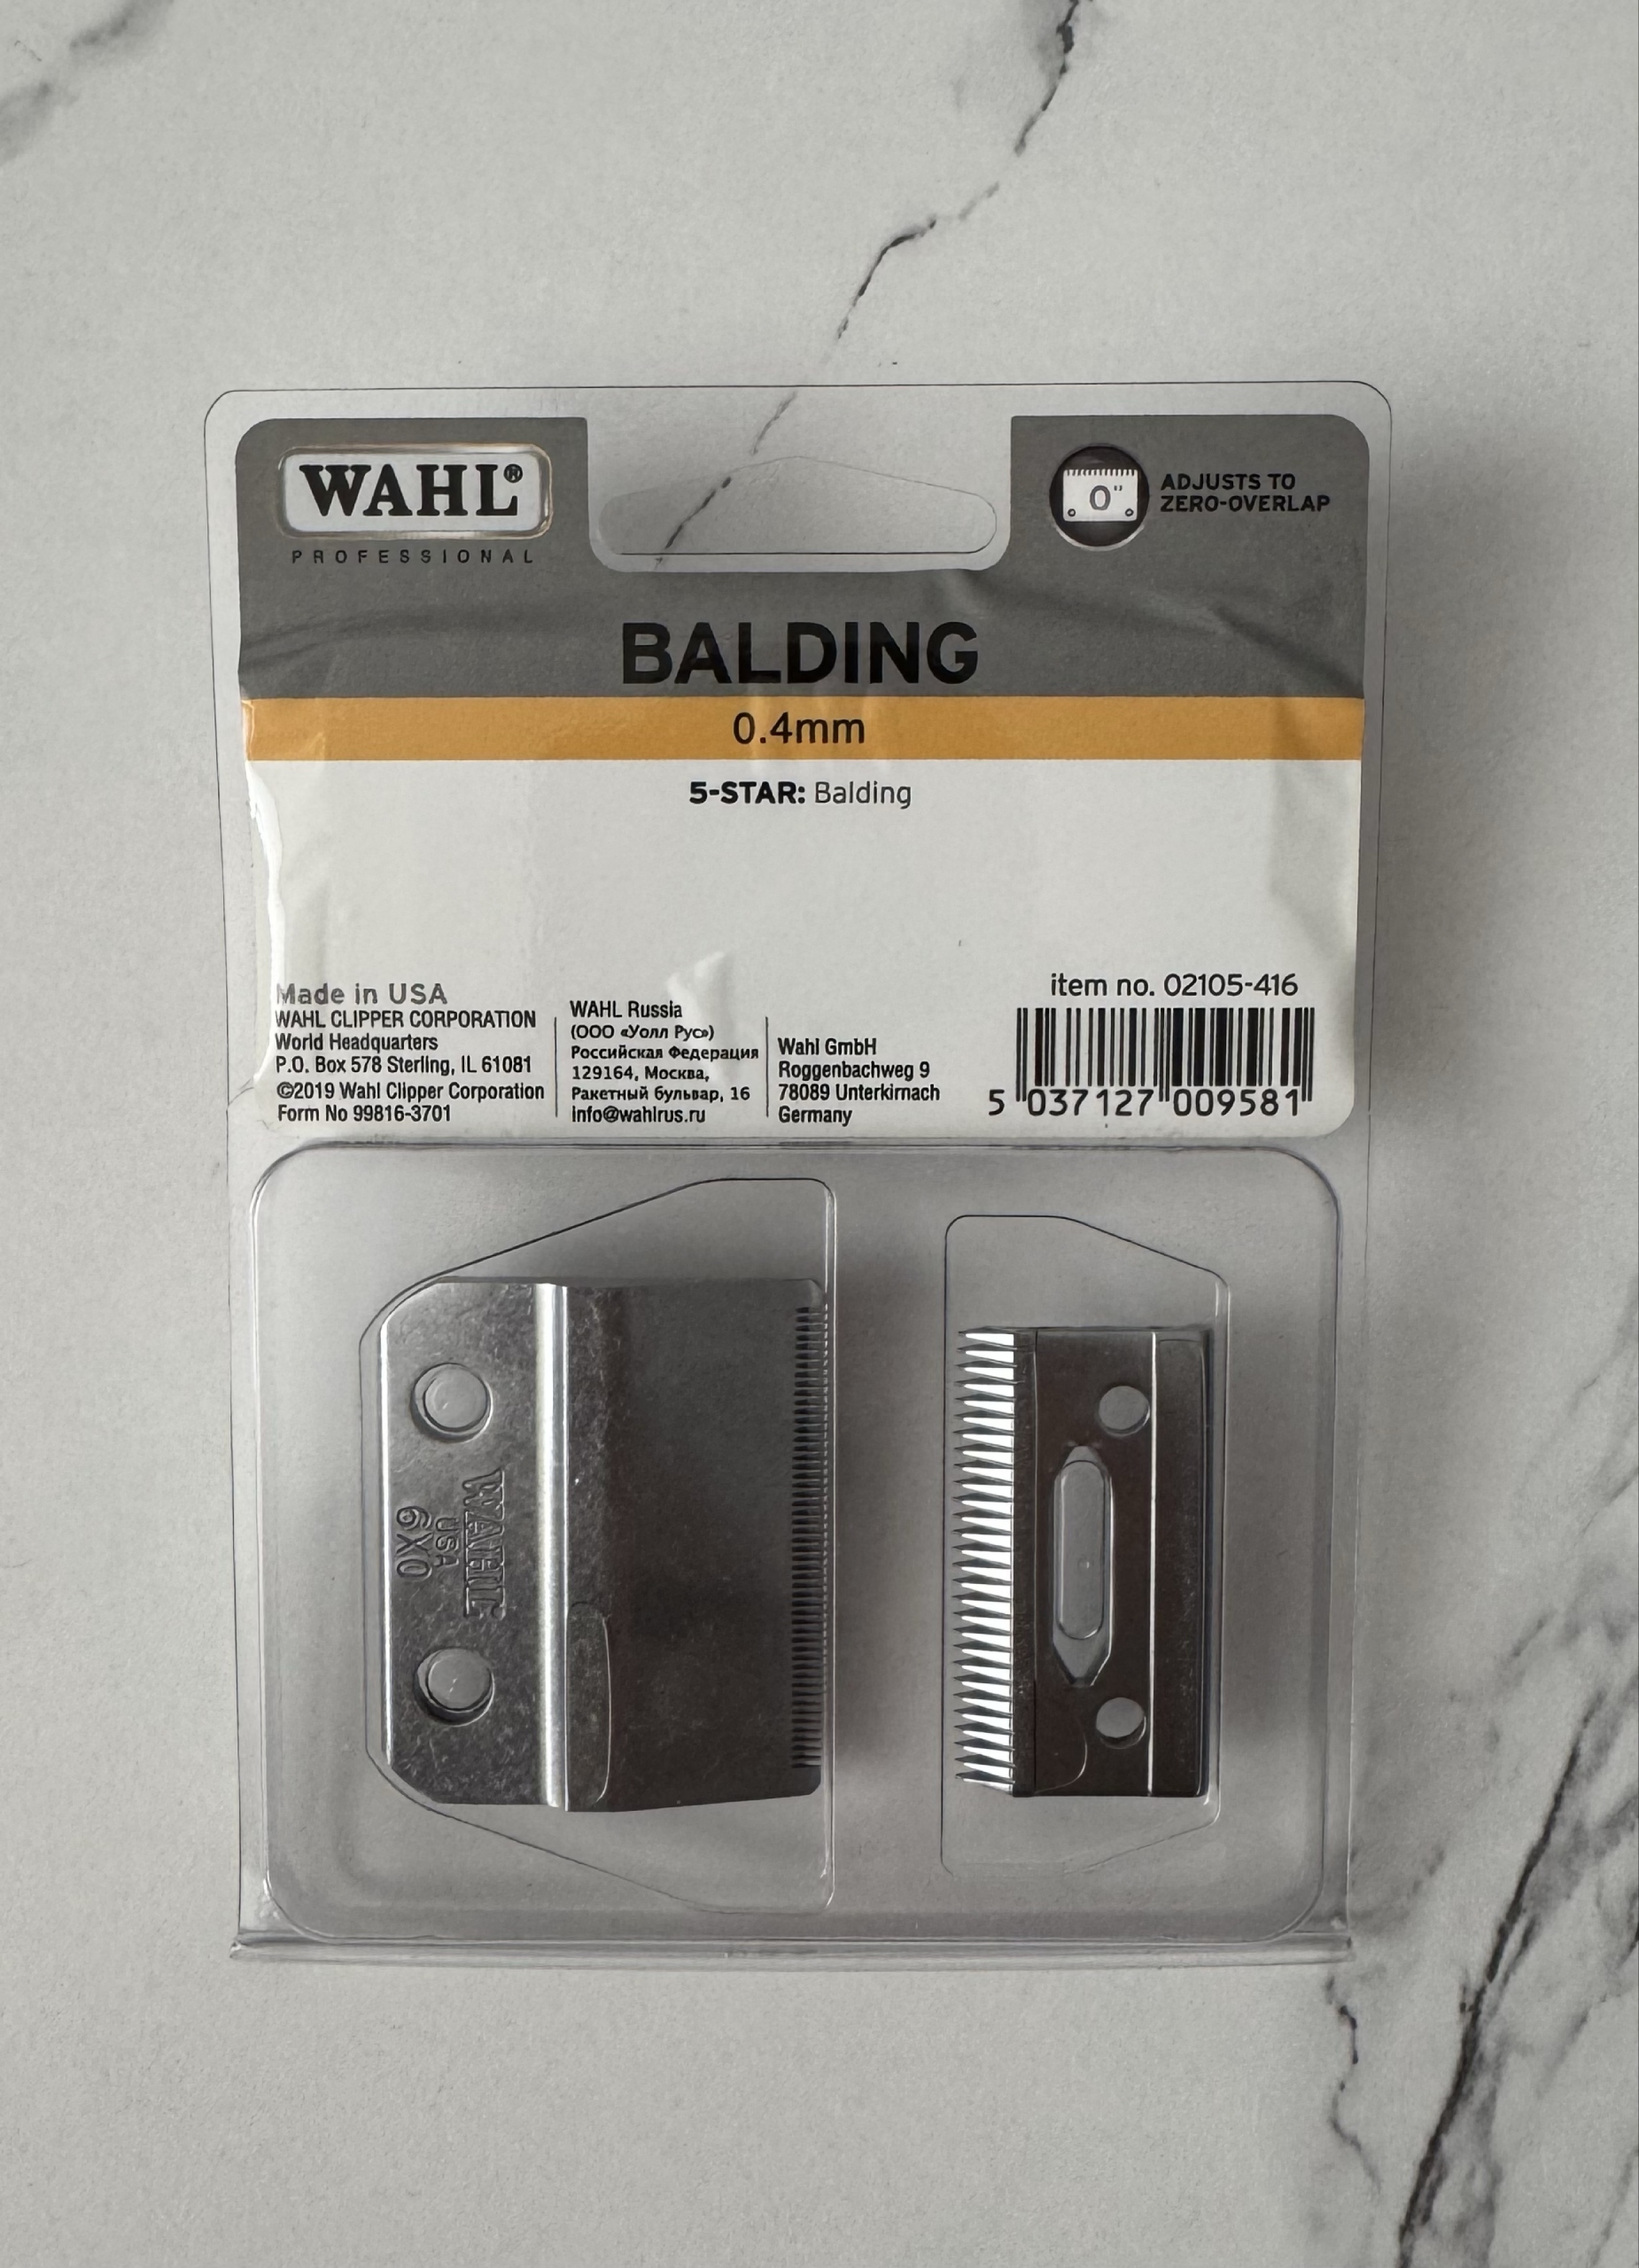 WAHL®
PROFESSIONAL
0"
ADJUSTS TO
ZERO-OVERLAP
BALDING
0.4mm
5-STAR: Balding
Made in USA
WAHL CLIPPER CORPORATION
World Headquarters
P.O. Box 578 Sterling, IL 61081
©2019 Wahl Clipper Corporation
Form No 99816-3701
WAHL Russia
(ООО «Уолл Рус»)
Российская Федерация
129164, Москва,
Ракетный бульвар, 16
info@wahlrus.ru
Wahl GmbH
Roggenbachweg 9
78089 Unterkirnach
Germany
item no. 02105-416
5 037127 009581
WAHL
USA
6X0